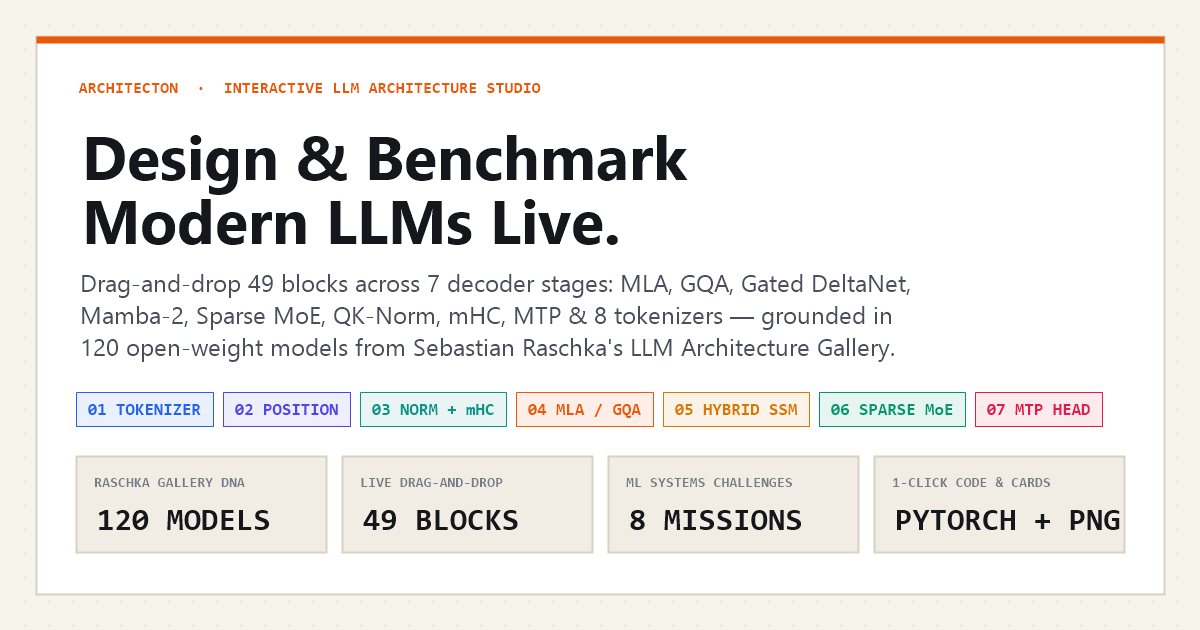 ARCHITECTON · INTERACTIVE LLM ARCHITECTURE STUDIO
Design & Benchmark
Modern LLMs Live.
Drag-and-drop 49 blocks across 7 decoder stages: MLA, GQA, Gated DeltaNet,
Mamba-2, Sparse MoE, QK-Norm, mHC, MTP & 8 tokenizers — grounded in
120 open-weight models from Sebastian Raschka's LLM Architecture Gallery.
01 TOKENIZER 02 POSITION 03 NORM + mHC 04 MLA / GQA 05 HYBRID SSM 06 SPARSE MoE 07 MTP HEAD
RASCHKA GALLERY DNA
120 MODELS
LIVE DRAG-AND-DROP
49 BLOCKS
ML SYSTEMS CHALLENGES
8 MISSIONS
1-CLICK CODE & CARDS
PYTORCH + PNG